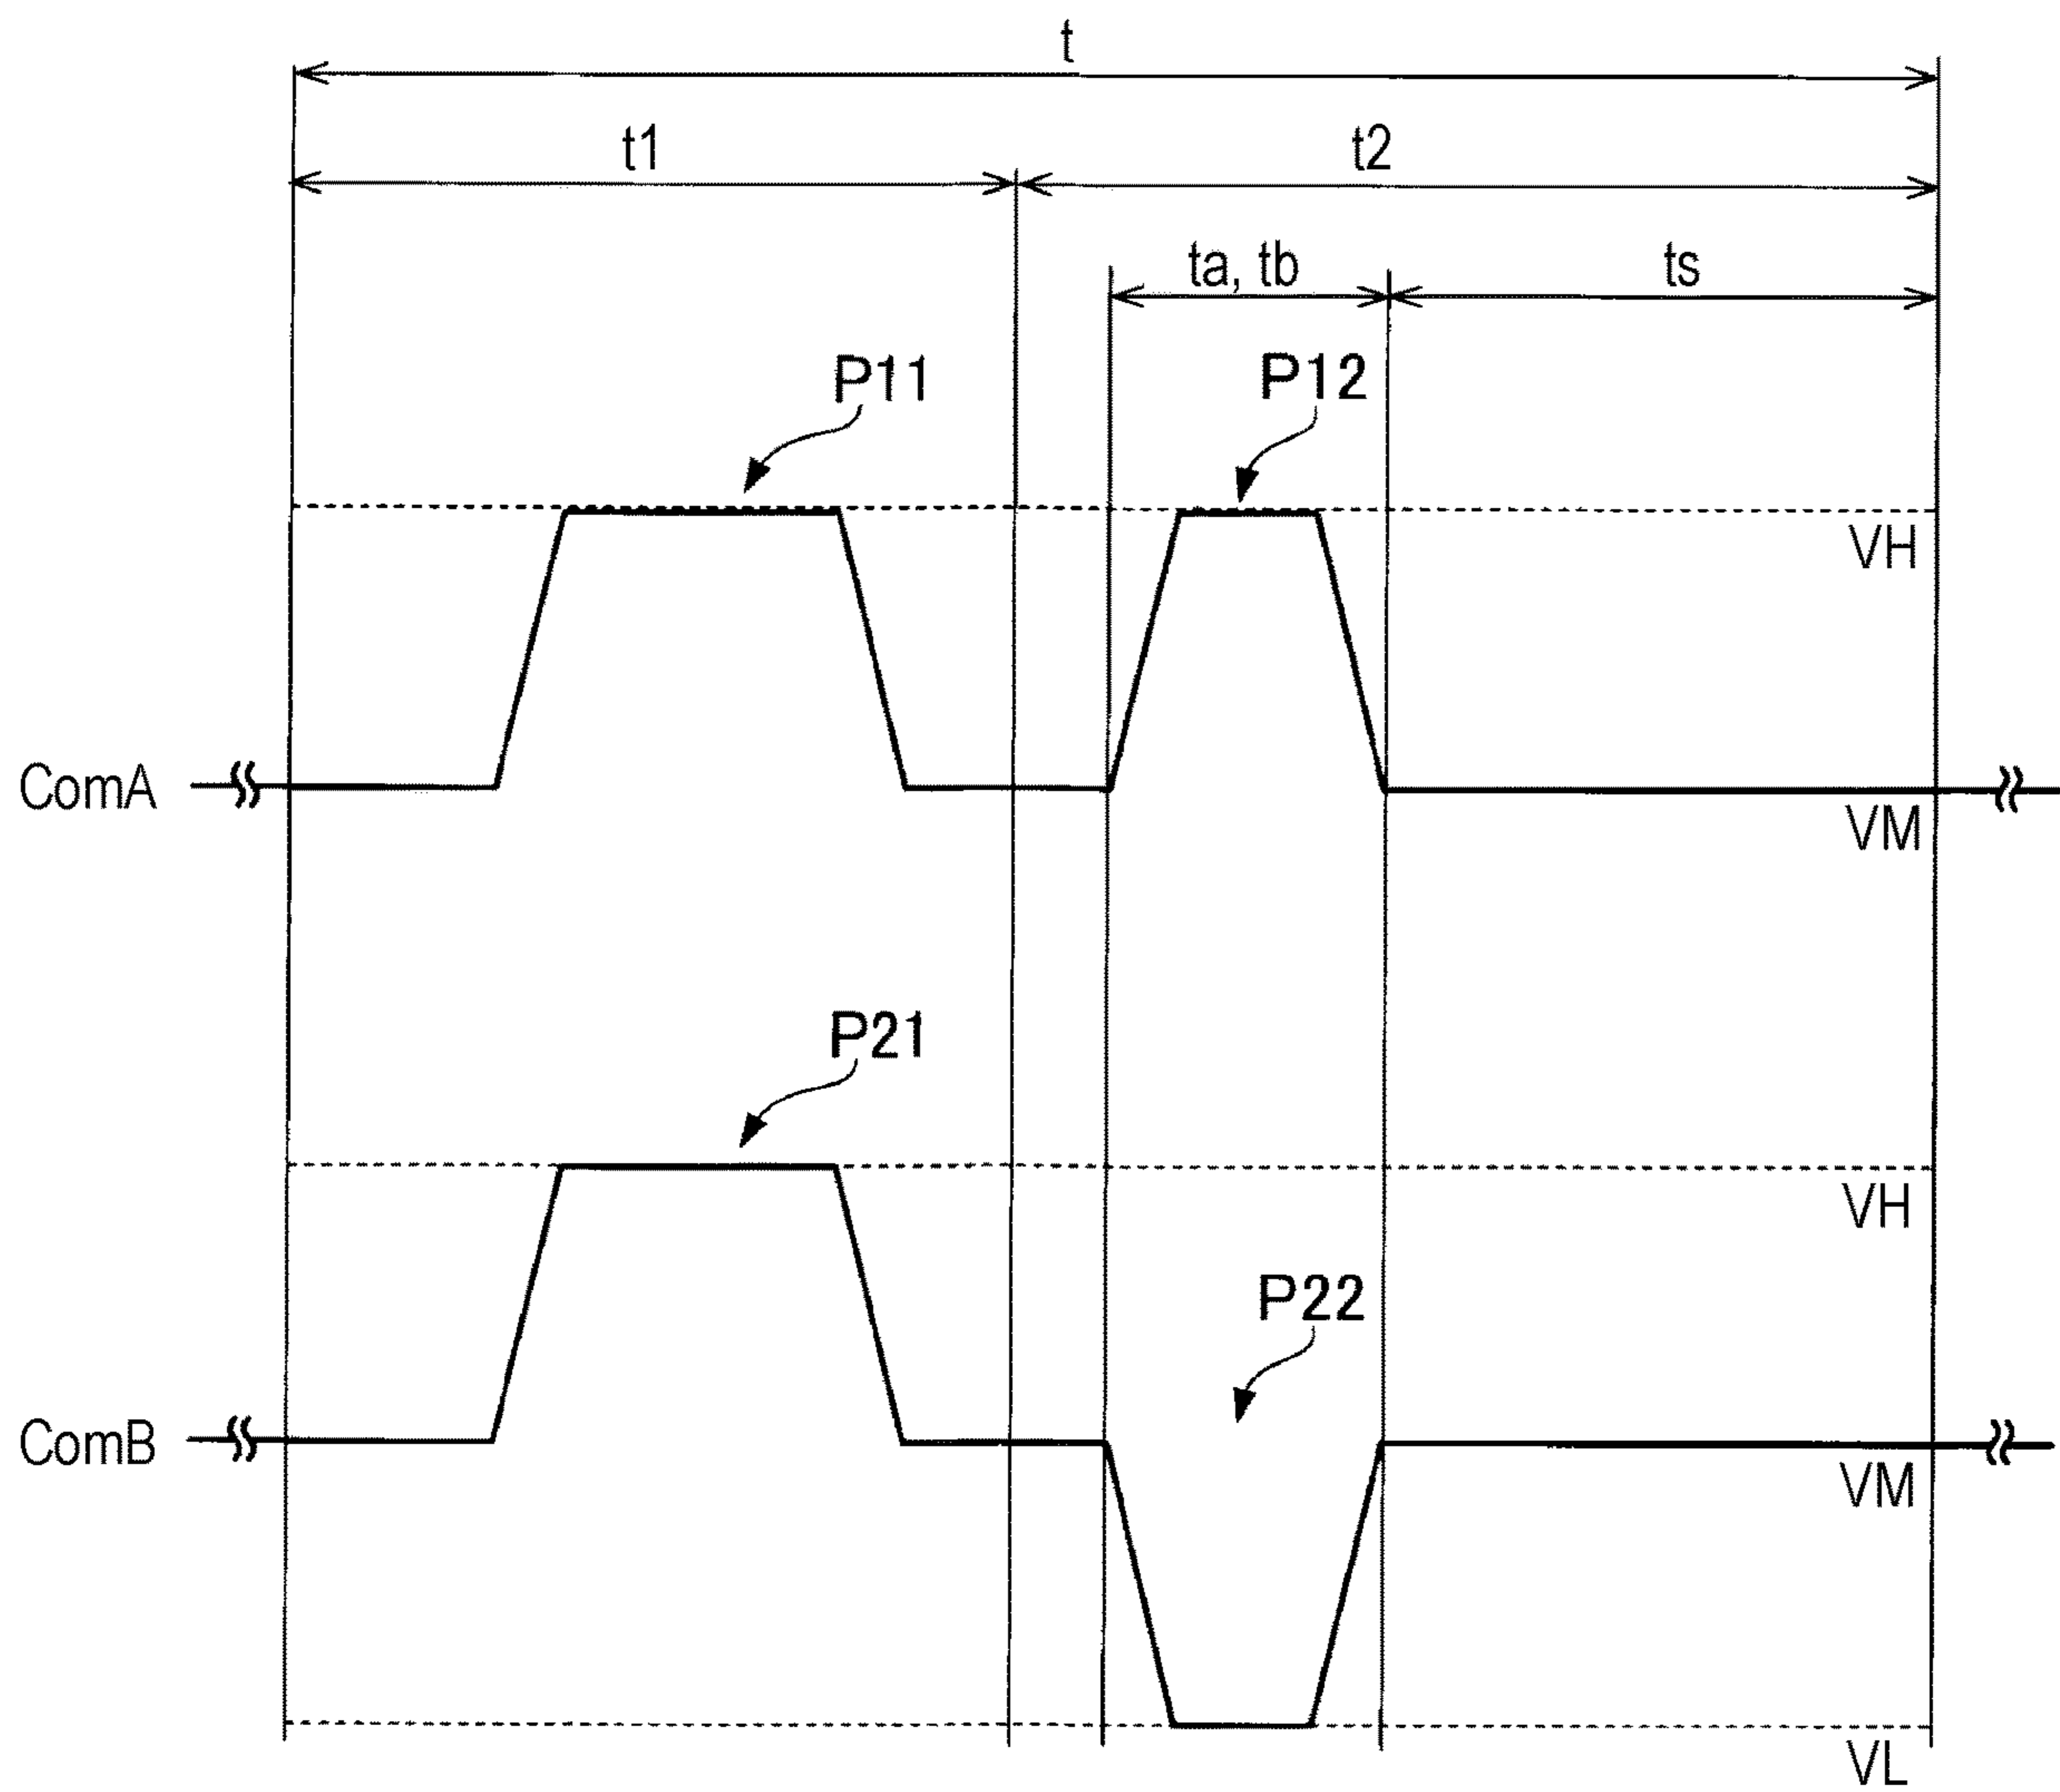 t
t1 t2
ta, tb ts
P11 P12
VH
ComA
VM
P21
VH
P22
ComB
VM
VL